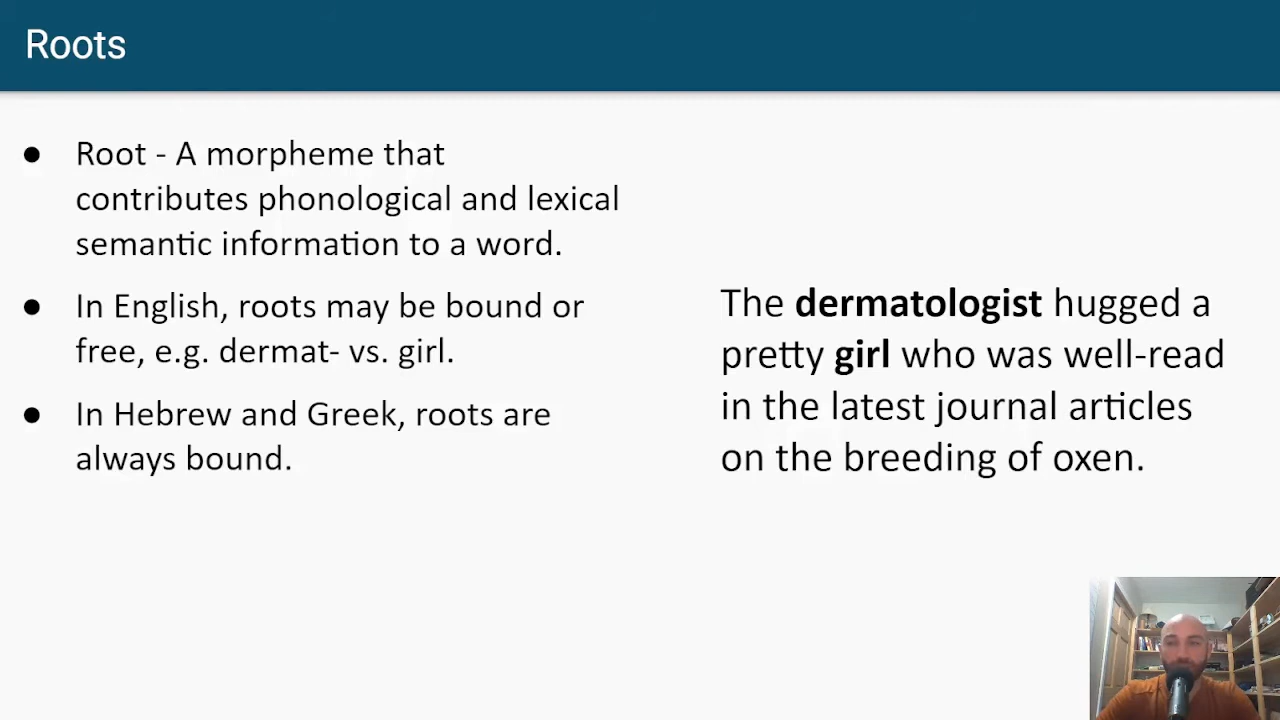 Roots
● Root - A morpheme that
contributes phonological and lexical
semantic information to a word.
● In English, roots may be bound or
free, e.g. dermat- vs. girl.
● In Hebrew and Greek, roots are
always bound.
The dermatologist hugged a
pretty girl who was well-read
in the latest journal articles
on the breeding of oxen.